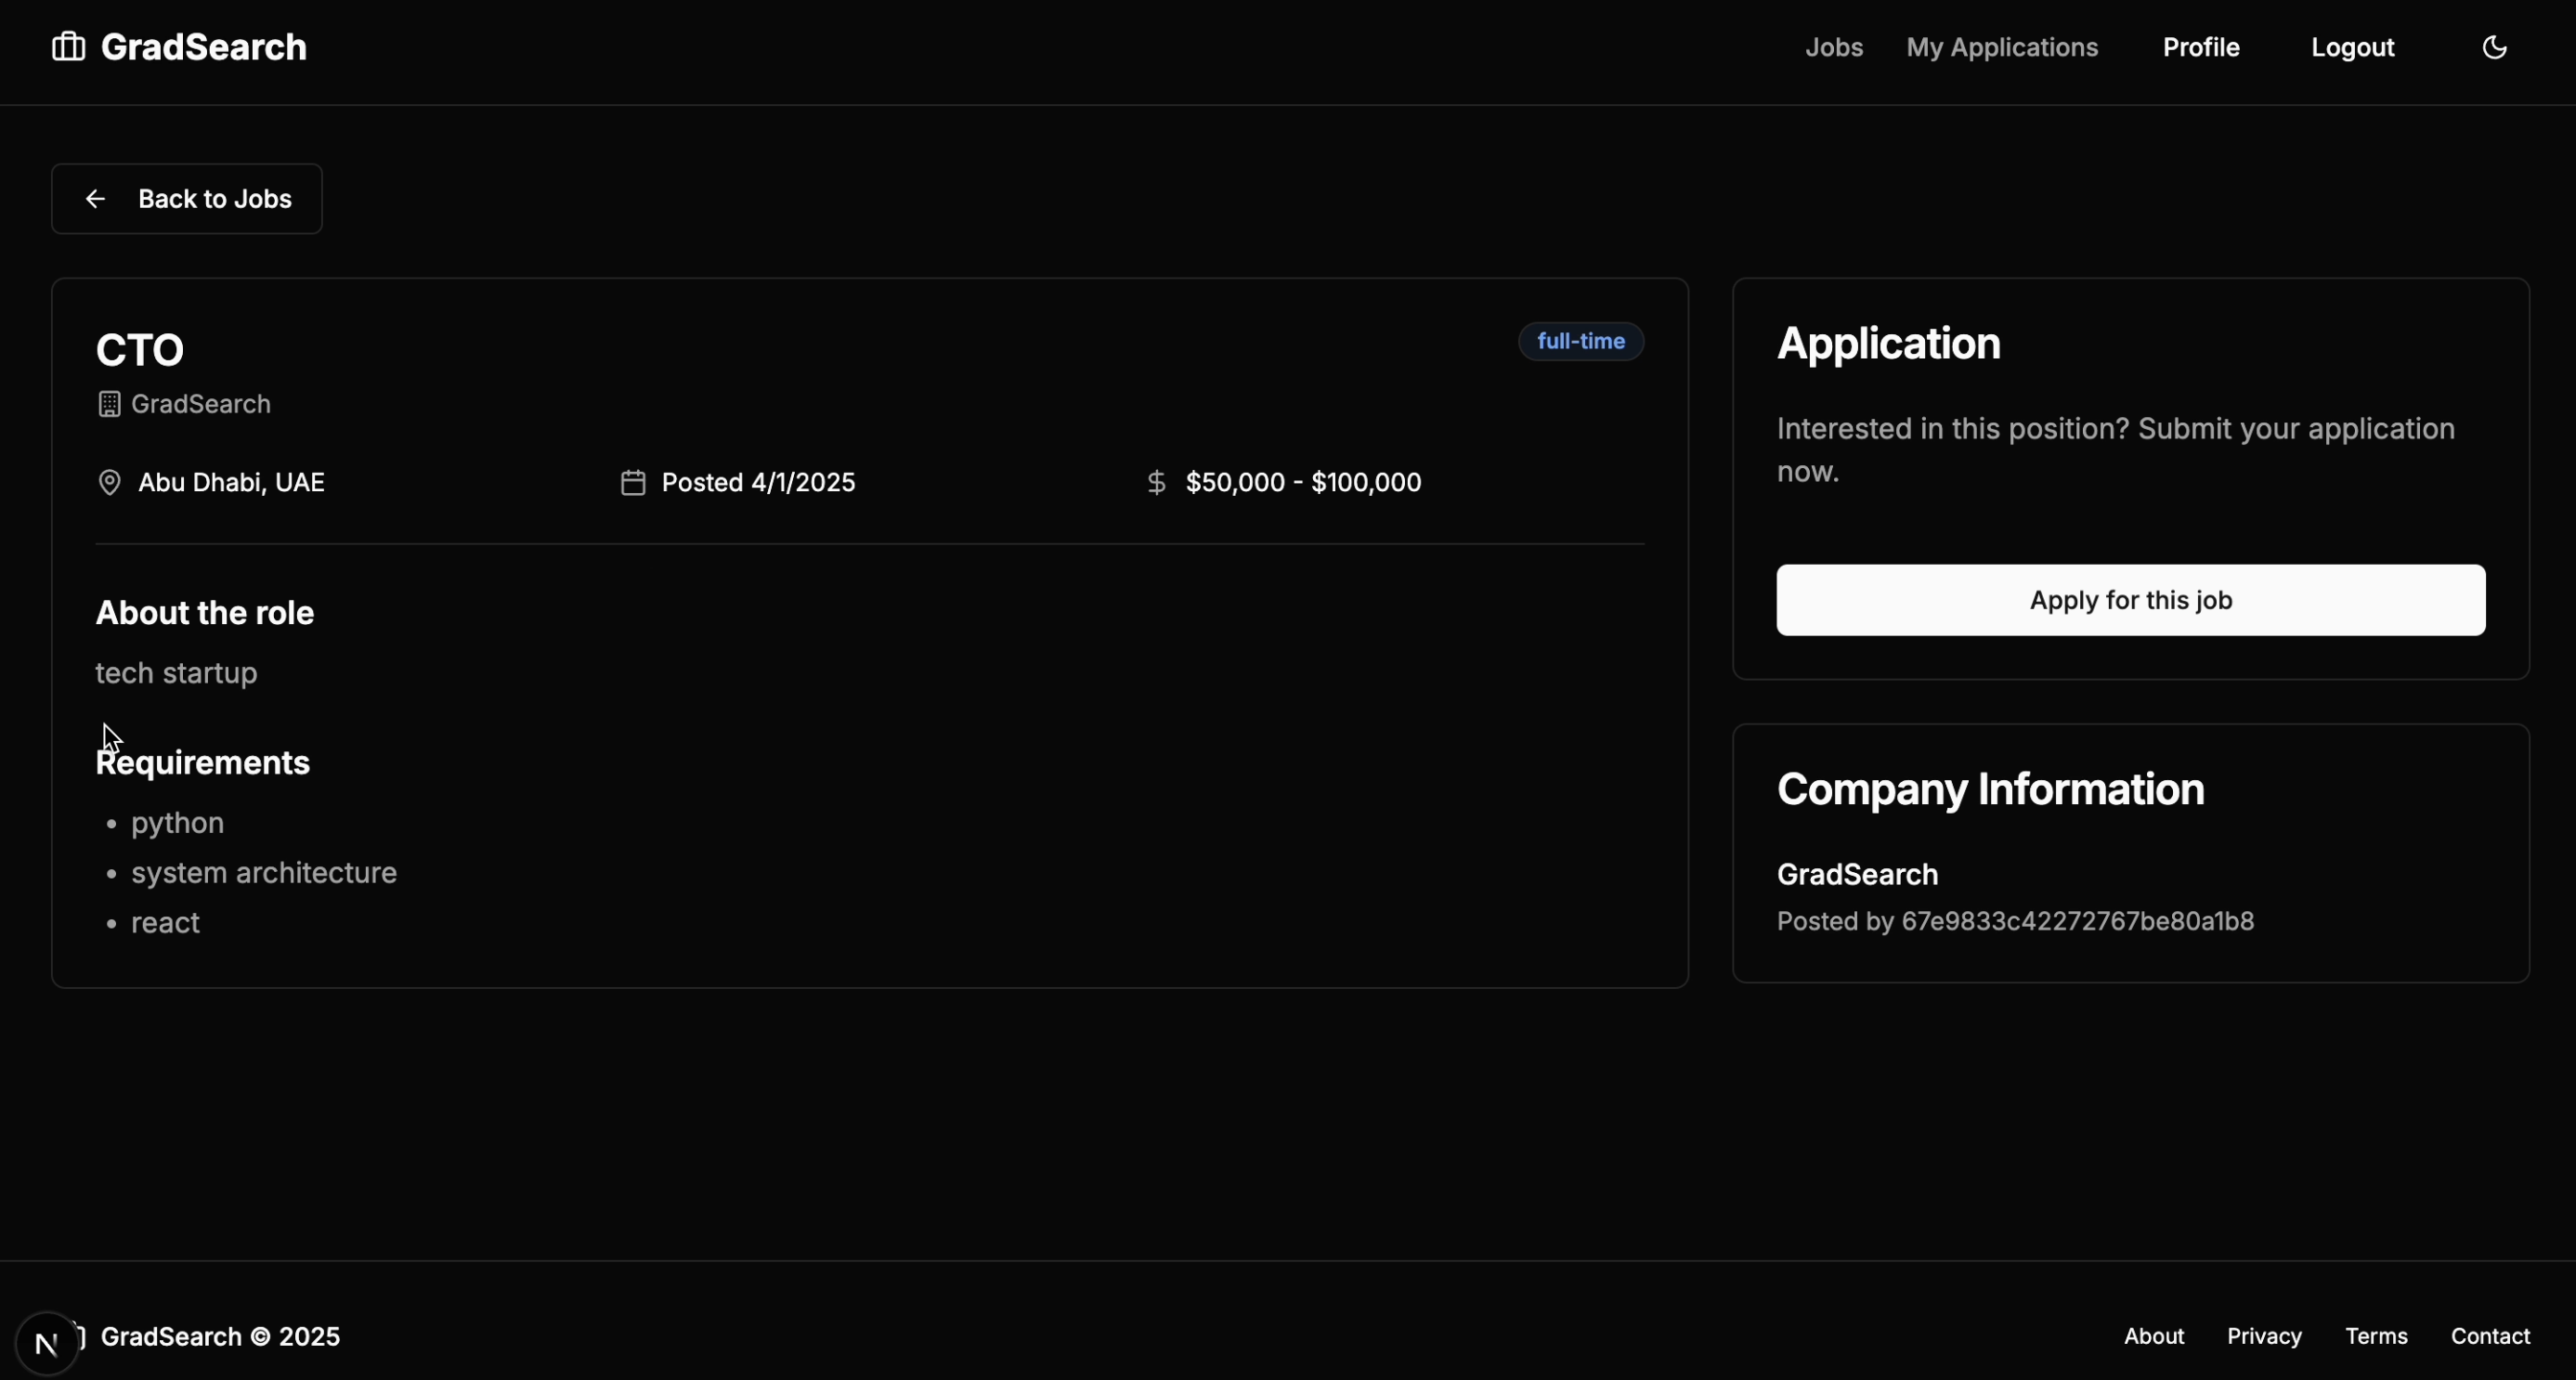 GradSearch
Jobs
My Applications
Profile
Logout
Back to Jobs
CTO
full-time
GradSearch
Abu Dhabi, UAE
Posted 4/1/2025
$50,000 - $100,000
About the role
tech startup
Requirements
• python
• system architecture
• react
Application
Interested in this position? Submit your application
now.
Apply for this job
Company Information
GradSearch
Posted by 67e9833c42272767be80a1b8
N
GradSearch © 2025
About
Privacy
Terms
Contact